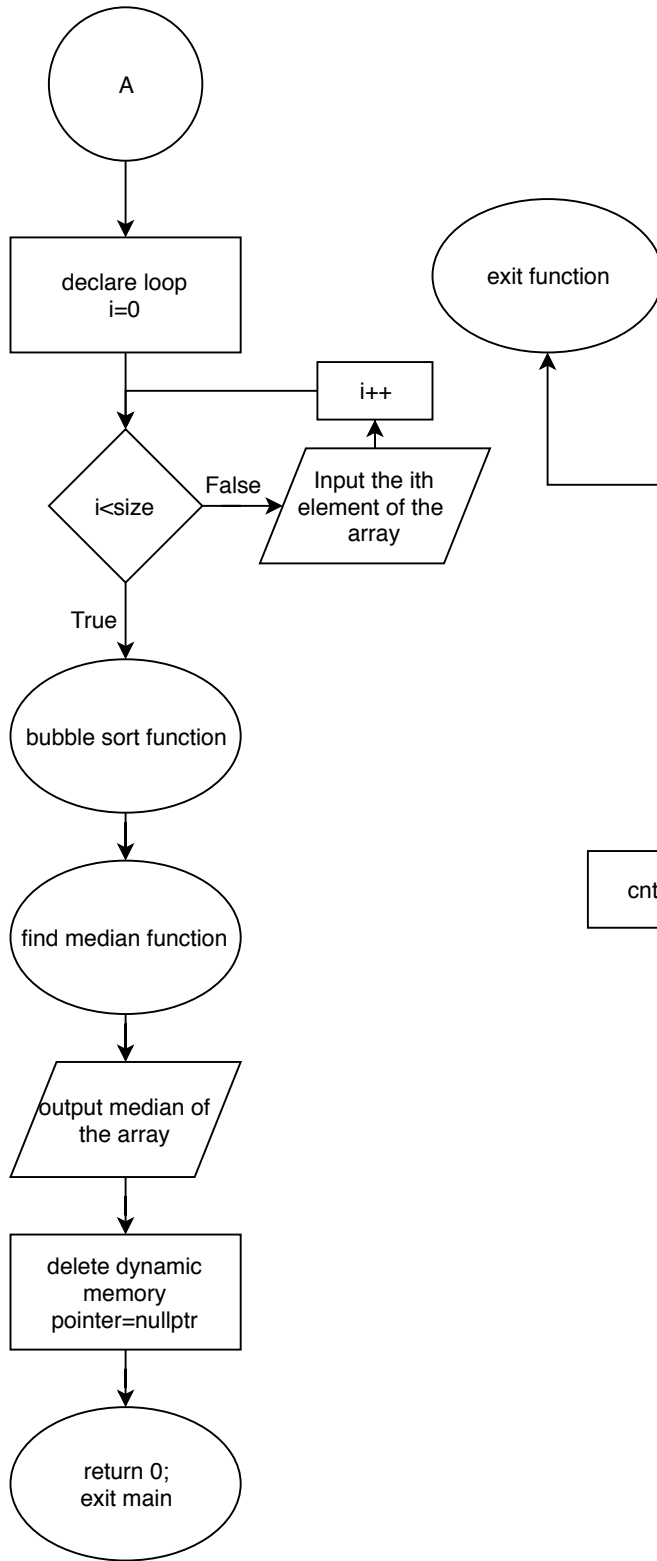 A
declare loop
i=0
exit function
i++
i<size
False
Input the ith
element of the
array
True
bubble sort function
cnt
find median function
output median of
the array
delete dynamic
memory
pointer=nullptr
return 0;
exit main